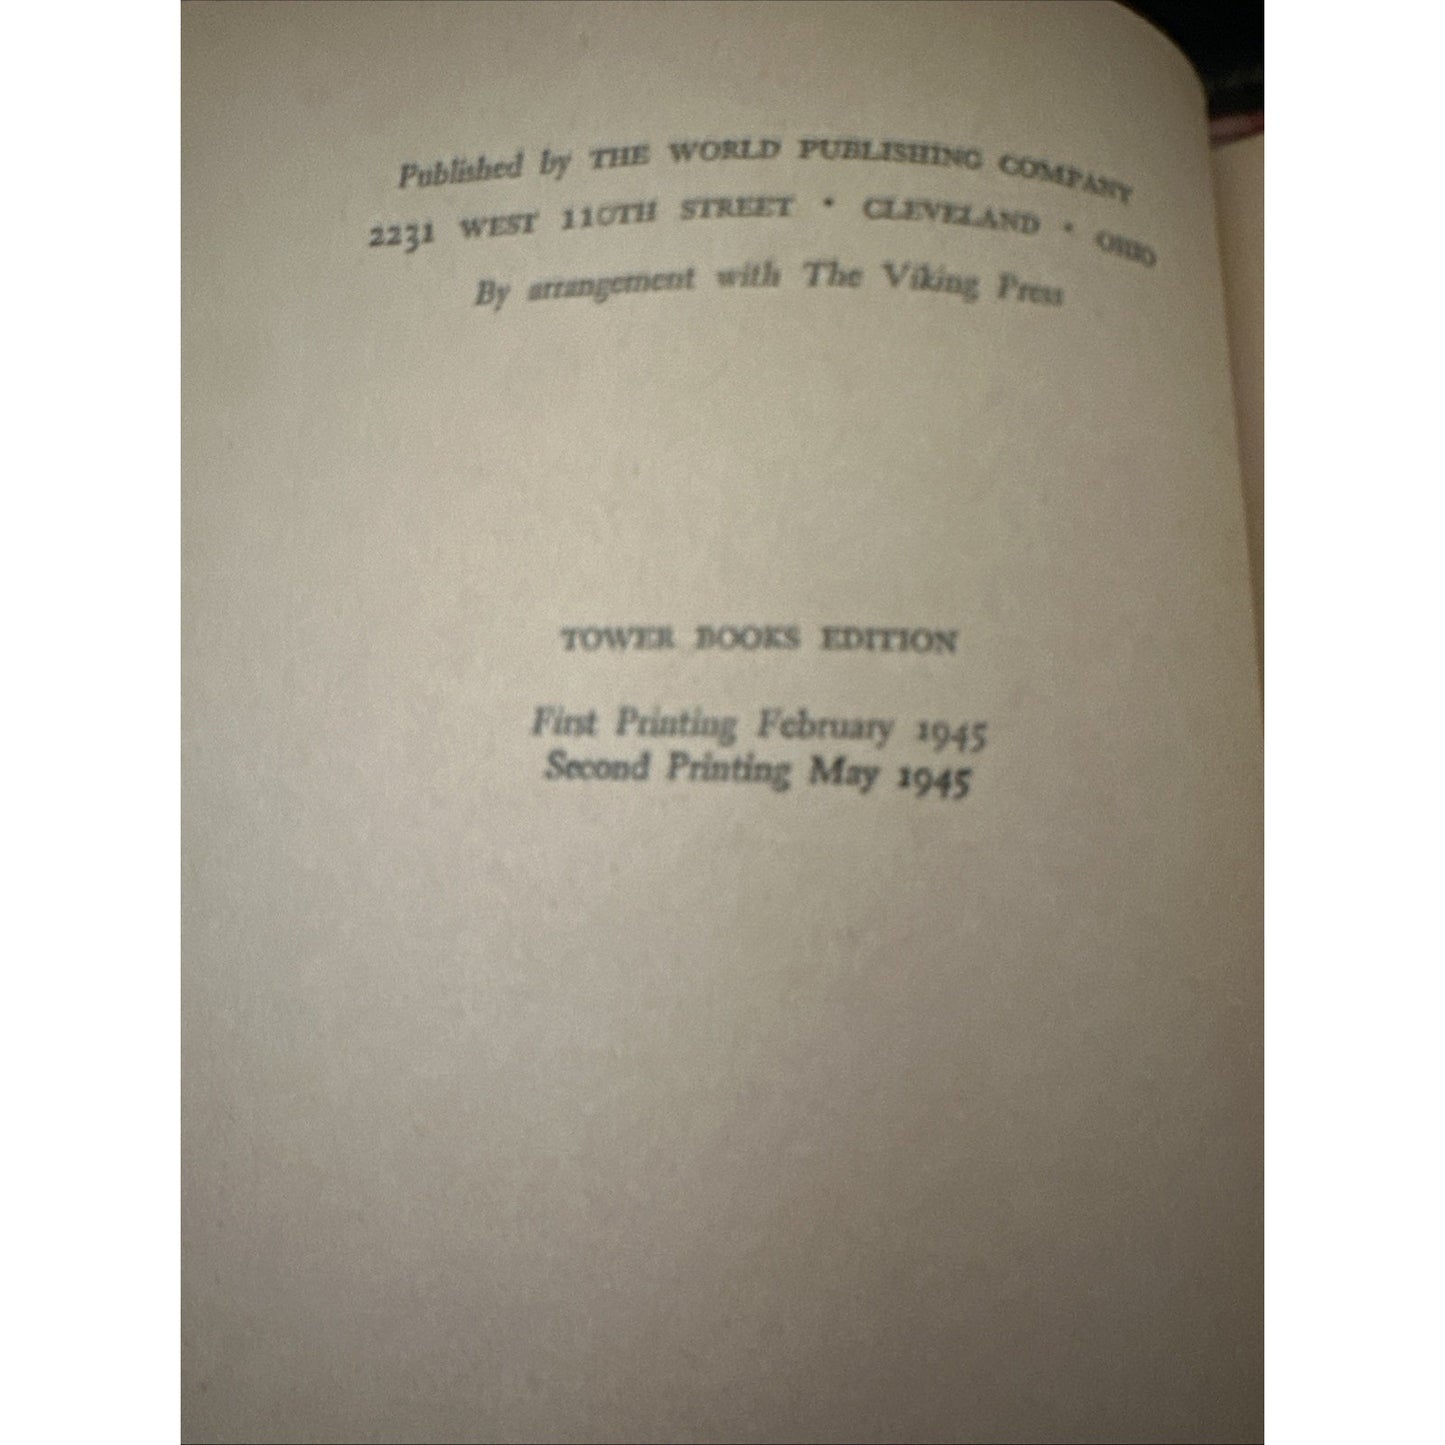 Published by THE WORLD PUBLISHING COMPANY
2231 WEST 110TH STREET • CLEVELAND • OHIO
By arrangement with The Viking Press
TOWER BOOKS EDITION
First Printing February 1945
Second Printing May 1945